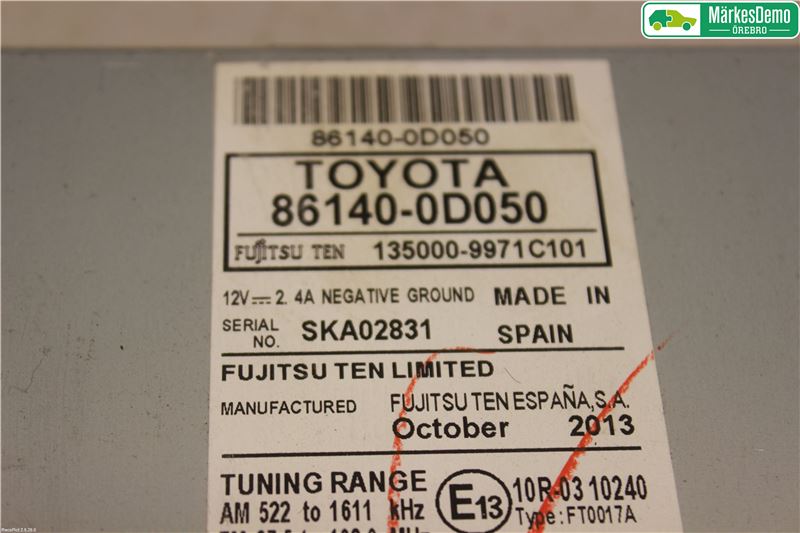 MärkesDemo
ÖREBRO
86140-0D050
TOYOTA
86140-0D050
FUJITSU TEN 135000-9971C101
12V 2. 4A NEGATIVE GROUND MADE IN
SERIAL NO. SKA02831 SPAIN
FUJITSU TEN LIMITED
MANUFACTURED FUJITSU TEN ESPAÑA,S.A.
October 2013
TUNING RANGE E13 10R-03 10240
AM 522 to 1611 kHz Type: FT0017A